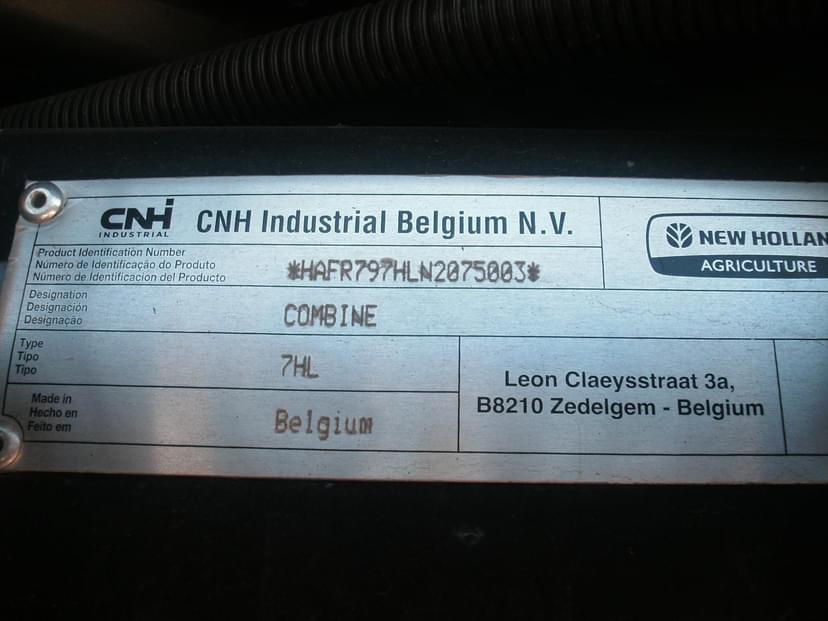 CNH INDUSTRIAL CNH Industrial Belgium N.V.
NEW HOLLAN
AGRICULTURE
Product Identification Number
Número de Identificação do Produto
Número de Identificacion del Producto
*HAFR797HLN2075003*
Designation
Designación
Designação
COMBINE
Type
Tipo
Tipo
7HL
Made in
Hecho en
Feito em
Belgium
Leon Claeysstraat 3a,
B8210 Zedelgem - Belgium